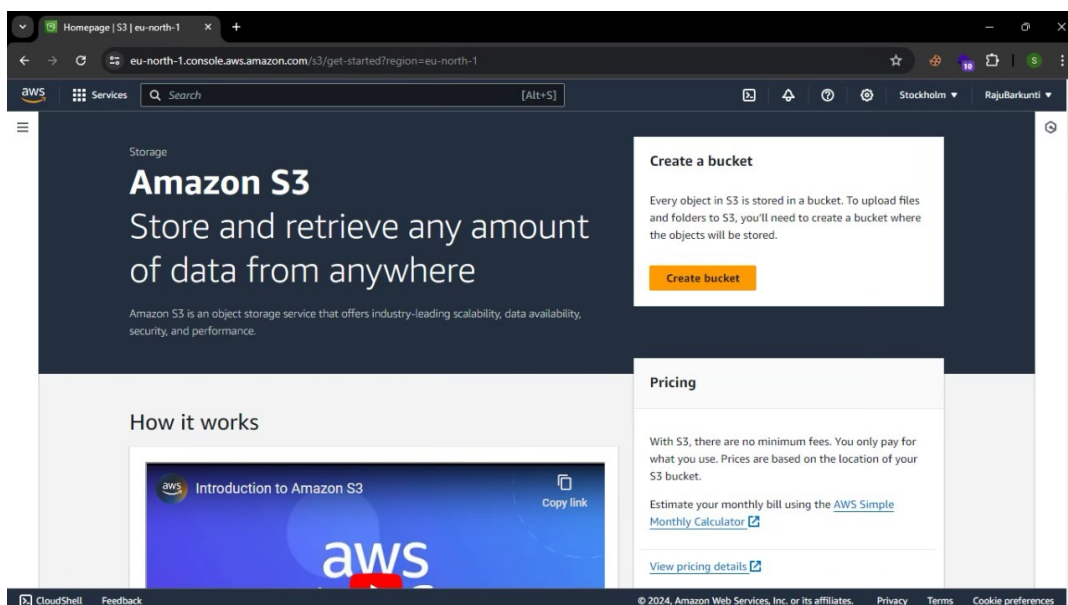 Homepage | S3 | eu-north-1
eu-north-1.console.aws.amazon.com/s3/get-started?region=eu-north-1
10
S
aws
Services
Search
[Alt+S]
Stockholm
RajuBarkunti
Storage
Amazon S3
Store and retrieve any amount
of data from anywhere
Amazon S3 is an object storage service that offers industry-leading scalability, data availability,
security, and performance.
Create a bucket
Every object in S3 is stored in a bucket. To upload files
and folders to S3, you'll need to create a bucket where
the objects will be stored.
Create bucket
How it works
aws
Introduction to Amazon S3
Copy link
aws
Pricing
With S3, there are no minimum fees. You only pay for
what you use. Prices are based on the location of your
S3 bucket.
Estimate your monthly bill using the AWS Simple
Monthly Calculator
View pricing details
CloudShell
Feedback
© 2024, Amazon Web Services, Inc. or its affiliates.
Privacy
Terms
Cookie preferences